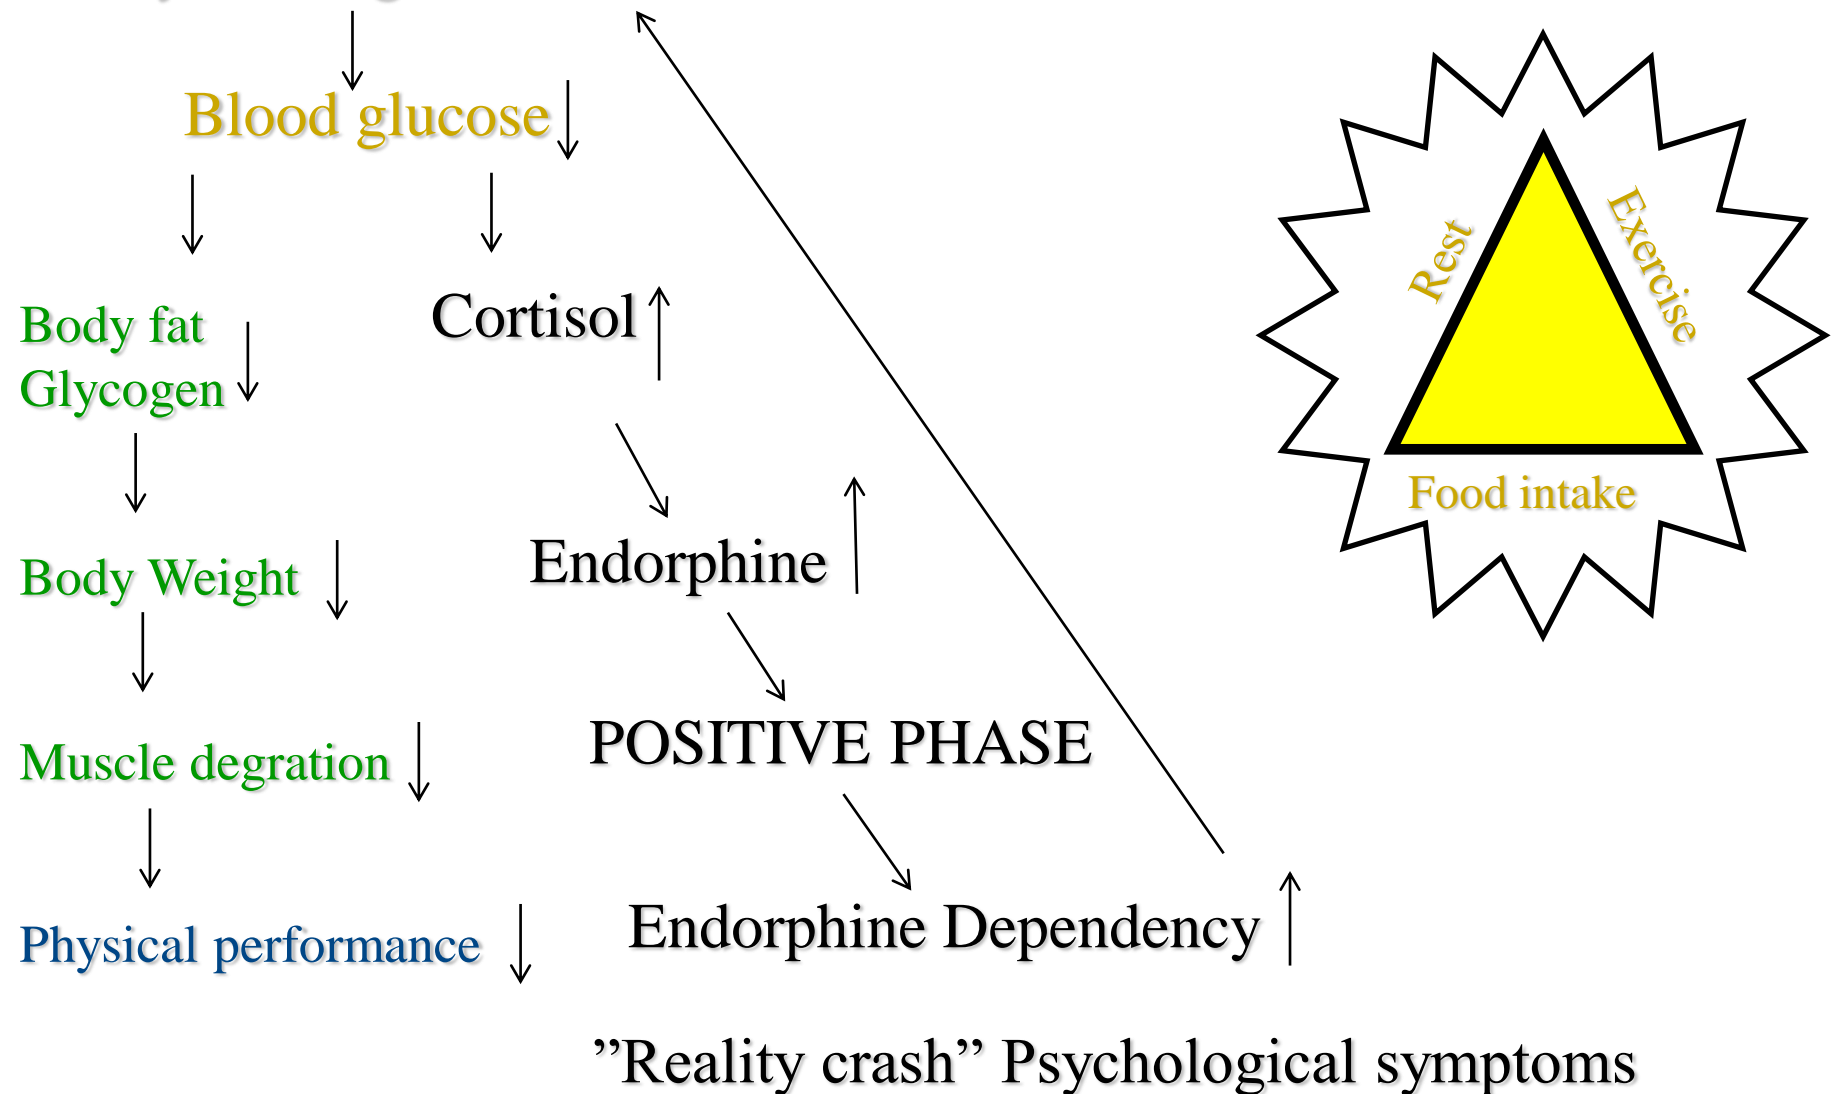 Blood glucose
Rest
Exercise
Body fat
Glycogen
Cortisol
Food intake
Body Weight
Endorphine
Muscle degration
POSITIVE PHASE
Physical performance
Endorphine Dependency
”Reality crash” Psychological symptoms